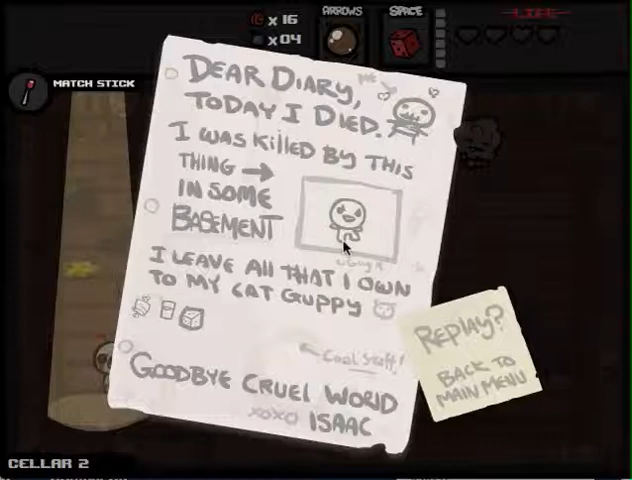 x 16
x 04
ARROWS
SPACE
LIFE
MATCH STICK
DEAR DIARY,
ME
TODAY I DIED.
I WAS KILLED BY THIS
THING →
IN SOME
BASEMENT
I LEAVE ALL THAT I OWN
TO MY CAT GUPPY
Cool Stuff!
GOODBYE CRUEL WORLD
XOXO ISAAC
REPLAY?
BACK TO
MAIN MENU
CELLAR 2